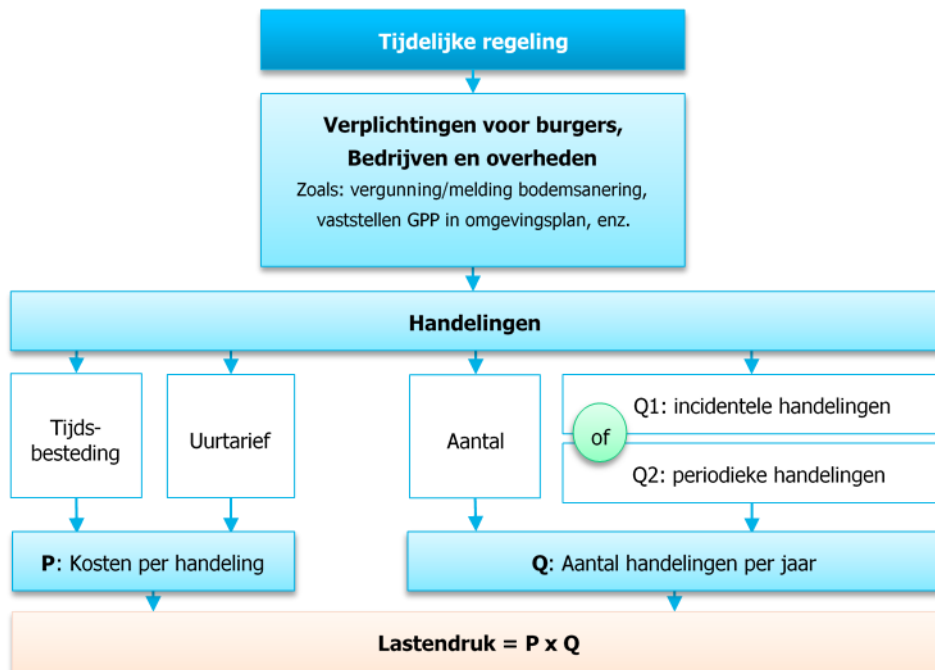 Tijdelijke regeling
Verplichtingen voor burgers,
Bedrijven en overheden
Zoals: vergunning/melding bodemsanering,
vaststellen GPP in omgevingsplan, enz.
Handelingen
Tijds-
besteding
Uurtarief
Aantal
Q1: incidentele handelingen
of
Q2: periodieke handelingen
P: Kosten per handeling
Q: Aantal handelingen per jaar
Lastendruk = P x Q